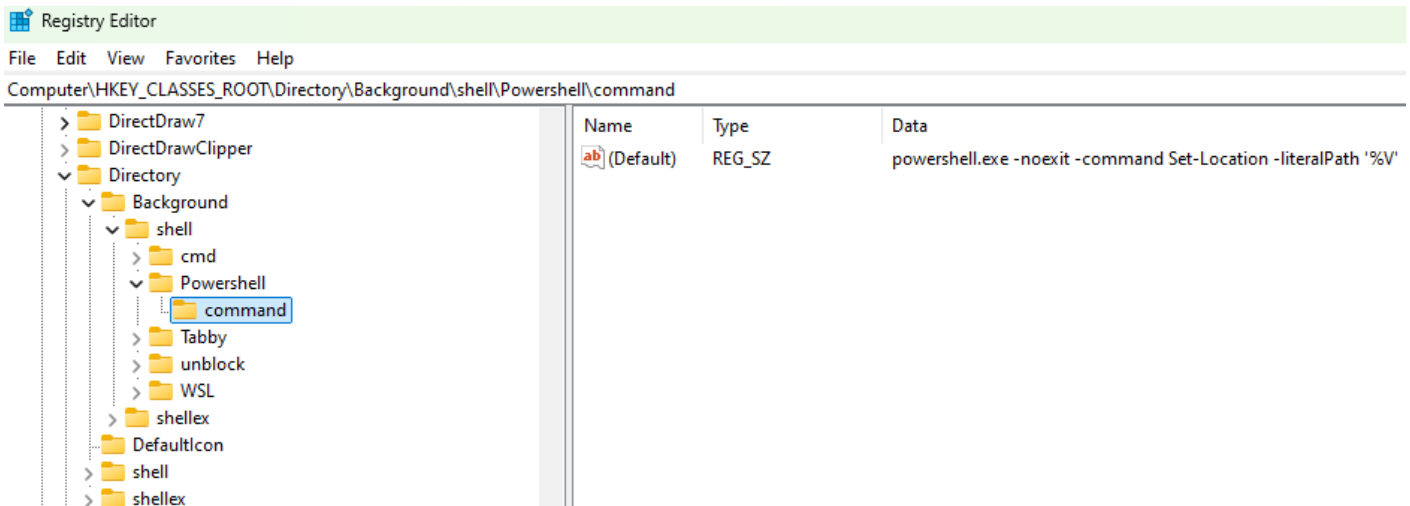 Registry Editor
File Edit View Favorites Help
Computer\HKEY_CLASSES_ROOT\Directory\Background\shell\Powershell\command
DirectDraw7
DirectDrawClipper
Directory
Background
shell
cmd
Powershell
command
Tabby
unblock
WSL
shellex
DefaultIcon
shell
shellex
Name Type Data
ab (Default) REG_SZ powershell.exe -noexit -command Set-Location -literalPath '%V'